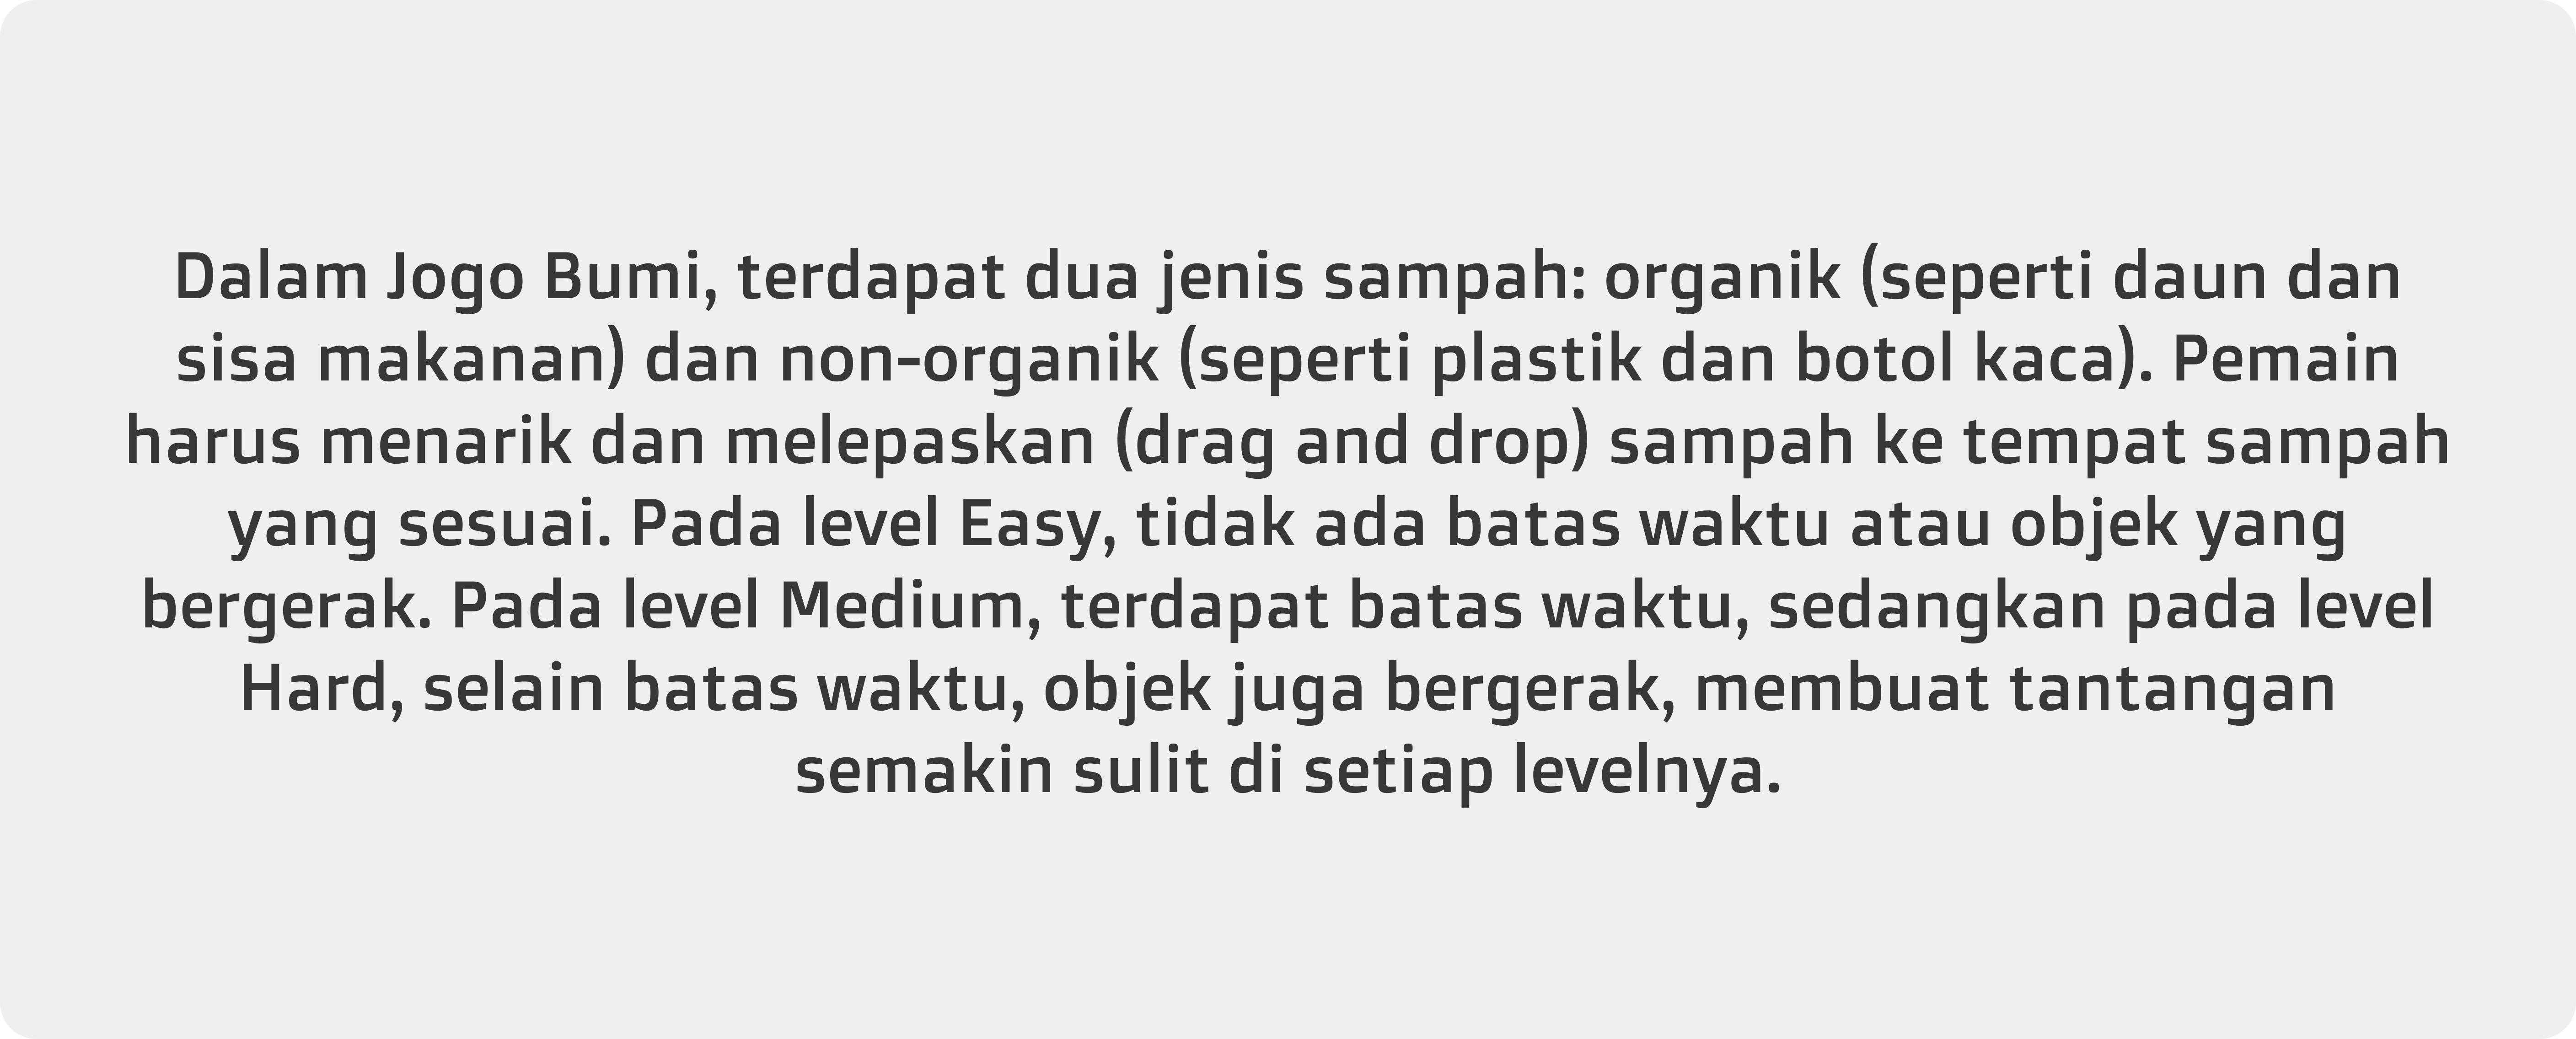 Dalam Jogo Bumi, terdapat dua jenis sampah: organik (seperti daun dan
sisa makanan) dan non-organik (seperti plastik dan botol kaca). Pemain
harus menarik dan melepaskan (drag and drop) sampah ke tempat sampah
yang sesuai. Pada level Easy, tidak ada batas waktu atau objek yang
bergerak. Pada level Medium, terdapat batas waktu, sedangkan pada level
Hard, selain batas waktu, objek juga bergerak, membuat tantangan
semakin sulit di setiap levelnya.